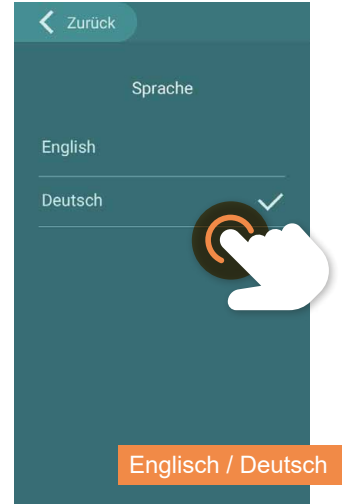 Zurück
Sprache
English
Deutsch
Englisch / Deutsch